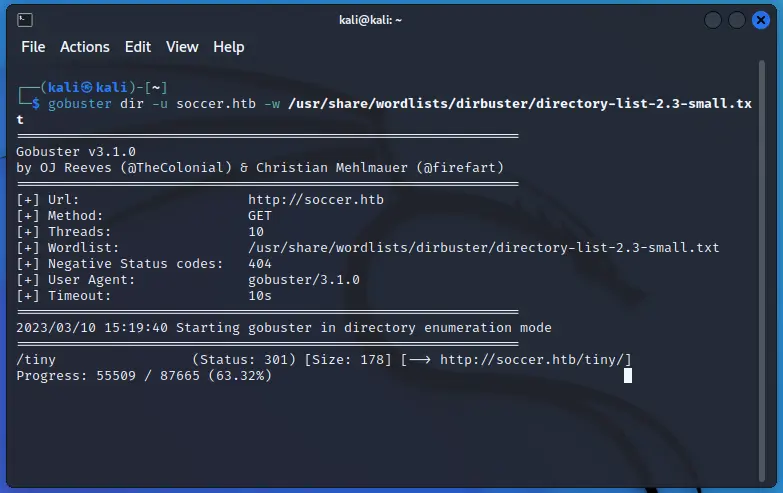 kali@kali: ~
File Actions Edit View Help
┌──(kali㉿kali)-[~]
└─$ gobuster dir -u soccer.htb -w /usr/share/wordlists/dirbuster/directory-list-2.3-small.tx
t
===============================================================
Gobuster v3.1.0
by OJ Reeves (@TheColonial) & Christian Mehlmauer (@firefart)
===============================================================
[+] Url:                     http://soccer.htb
[+] Method:                  GET
[+] Threads:                 10
[+] Wordlist:                /usr/share/wordlists/dirbuster/directory-list-2.3-small.txt
[+] Negative Status codes:   404
[+] User Agent:              gobuster/3.1.0
[+] Timeout:                 10s
===============================================================
2023/03/10 15:19:40 Starting gobuster in directory enumeration mode
===============================================================
/tiny                 (Status: 301) [Size: 178] [--> http://soccer.htb/tiny/]
Progress: 55509 / 87665 (63.32%)